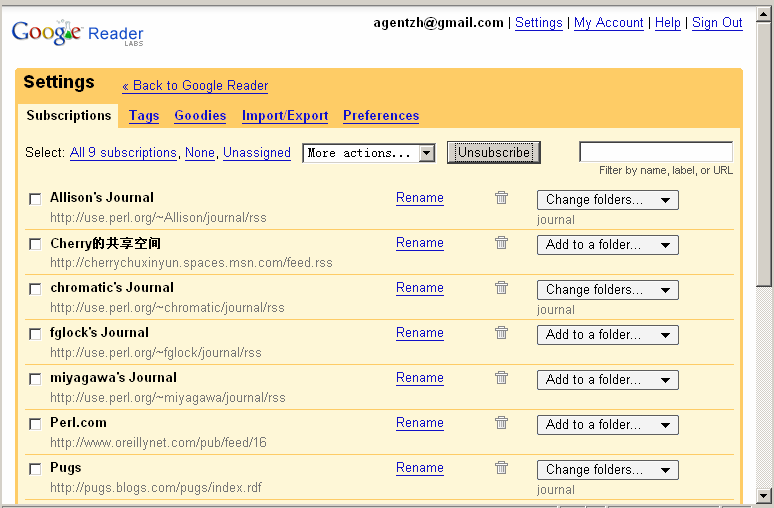 Google Reader
LABS
agentzh@gmail.com | Settings | My Account | Help | Sign Out
Settings
« Back to Google Reader
Subscriptions Tags Goodies Import/Export Preferences
Select: All 9 subscriptions, None, Unassigned More actions... Unsubscribe
Filter by name, label, or URL
Allison's Journal Rename Change folders...
http://use.perl.org/~Allison/journal/rss journal
Cherry的共享空间 Rename Add to a folder...
http://cherrychuxinyun.spaces.msn.com/feed.rss
chromatic's Journal Rename Change folders...
http://use.perl.org/~chromatic/journal/rss journal
fglock's Journal Rename Add to a folder...
http://use.perl.org/~fglock/journal/rss
miyagawa's Journal Rename Add to a folder...
http://use.perl.org/~miyagawa/journal/rss
Perl.com Rename Add to a folder...
http://www.oreillynet.com/pub/feed/16
Pugs Rename Change folders...
http://pugs.blogs.com/pugs/index.rdf journal